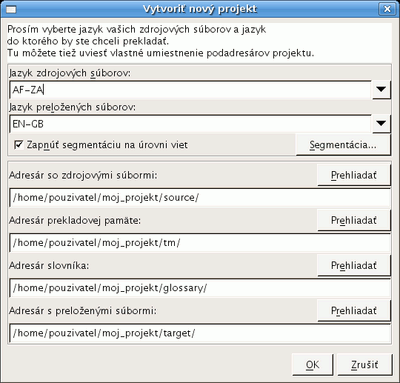 Vytvoriť nový projekt
Prosím vyberte jazyk vašich zdrojových súborov a jazyk
do ktorého by ste chceli prekladať.
Tu môžete tiež uviesť vlastné umiestnenie podadresárov projektu.
Jazyk zdrojových súborov:
AF-ZA
Jazyk preložených súborov:
EN-GB
Zapnúť segmentáciu na úrovni viet
Segmentácia...
Adresár so zdrojovými súbormi:
Prehliadať
/home/pouzivatel/moj_projekt/source/
Adresár prekladovej pamäte:
Prehliadať
/home/pouzivatel/moj_projekt/tm/
Adresár slovníka:
Prehliadať
/home/pouzivatel/moj_projekt/glossary/
Adresár s preloženými súbormi:
Prehliadať
/home/pouzivatel/moj_projekt/target/
OK
Zrušiť